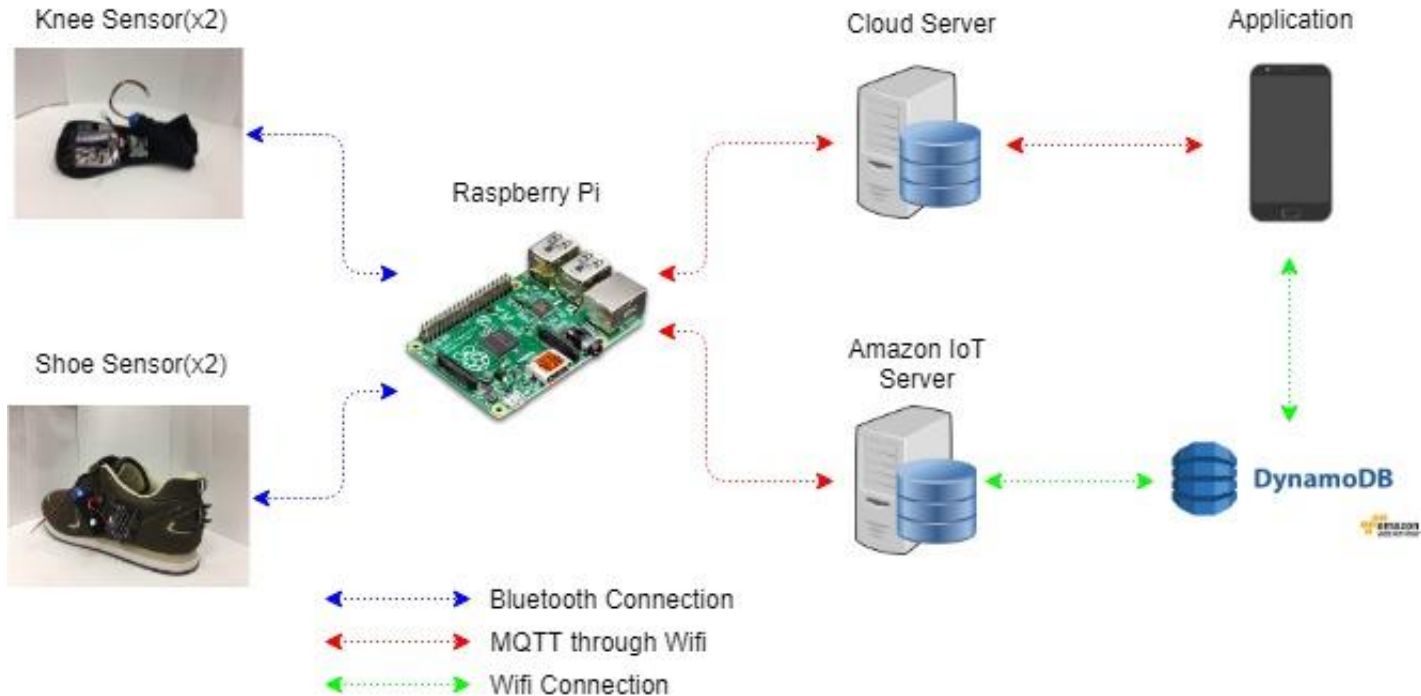 Knee Sensor(x2)
Cloud Server
Application
Raspberry Pi
Shoe Sensor(x2)
Amazon IoT
Server
DynamoDB
amazon
Bluetooth Connection
MQTT through Wifi
Wifi Connection